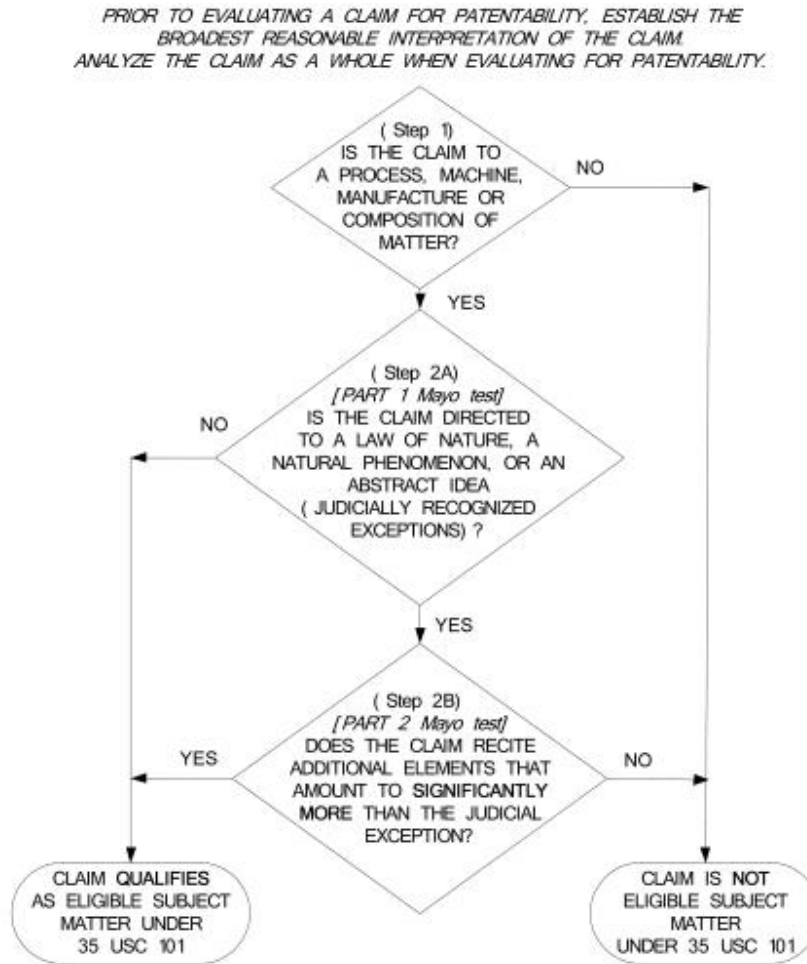 PRIOR TO EVALUATING A CLAIM FOR PATENTABILITY, ESTABLISH THE
BROADEST REASONABLE INTERPRETATION OF THE CLAIM.
ANALYZE THE CLAIM AS A WHOLE WHEN EVALUATING FOR PATENTABILITY.
( Step 1)
IS THE CLAIM TO
A PROCESS, MACHINE,
MANUFACTURE OR
COMPOSITION OF
MATTER?
NO
YES
( Step 2A)
[PART 1 Mayo test]
IS THE CLAIM DIRECTED
TO A LAW OF NATURE, A
NATURAL PHENOMENON, OR AN
ABSTRACT IDEA
( JUDICIALLY RECOGNIZED
EXCEPTIONS) ?
NO
YES
( Step 2B)
[PART 2 Mayo test]
DOES THE CLAIM RECITE
ADDITIONAL ELEMENTS THAT
AMOUNT TO SIGNIFICANTLY
MORE THAN THE JUDICIAL
EXCEPTION?
YES
NO
CLAIM QUALIFIES
AS ELIGIBLE SUBJECT
MATTER UNDER
35 USC 101
CLAIM IS NOT
ELIGIBLE SUBJECT
MATTER
UNDER 35 USC 101